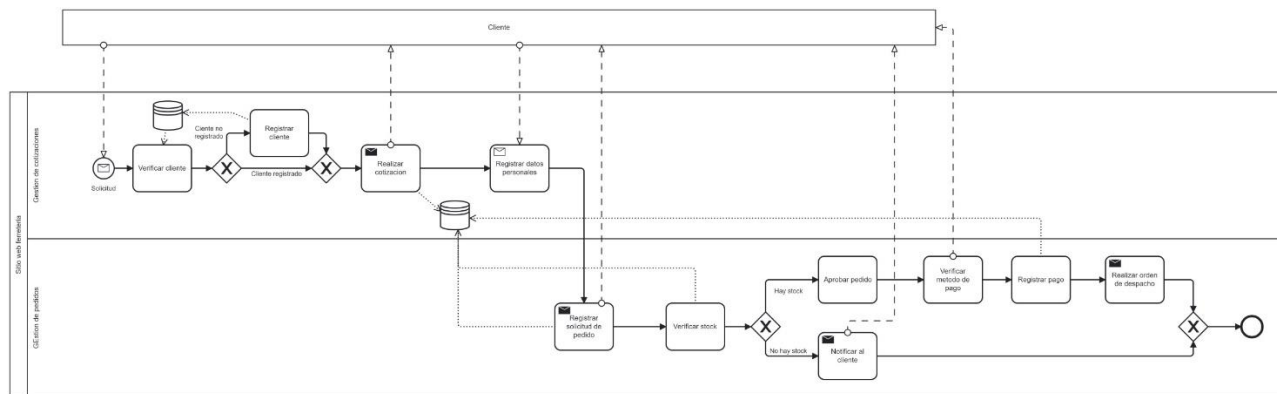 Cliente
Sitio web ferreteria
Gestion de cotizaciones
Solicitud
Verificar cliente
Ciente no
registrado
Registrar
cliente
Cliente registrado
Realizar
cotizacion
Registrar datos
personales
GEstion de pedidos
Registrar
solicitud de
pedido
Verificar stock
Hay stock
No hay stock
Aprobar pedido
Notificar al
cliente
Verificar
metodo de
pago
Registrar pago
Realizar orden
de despacho